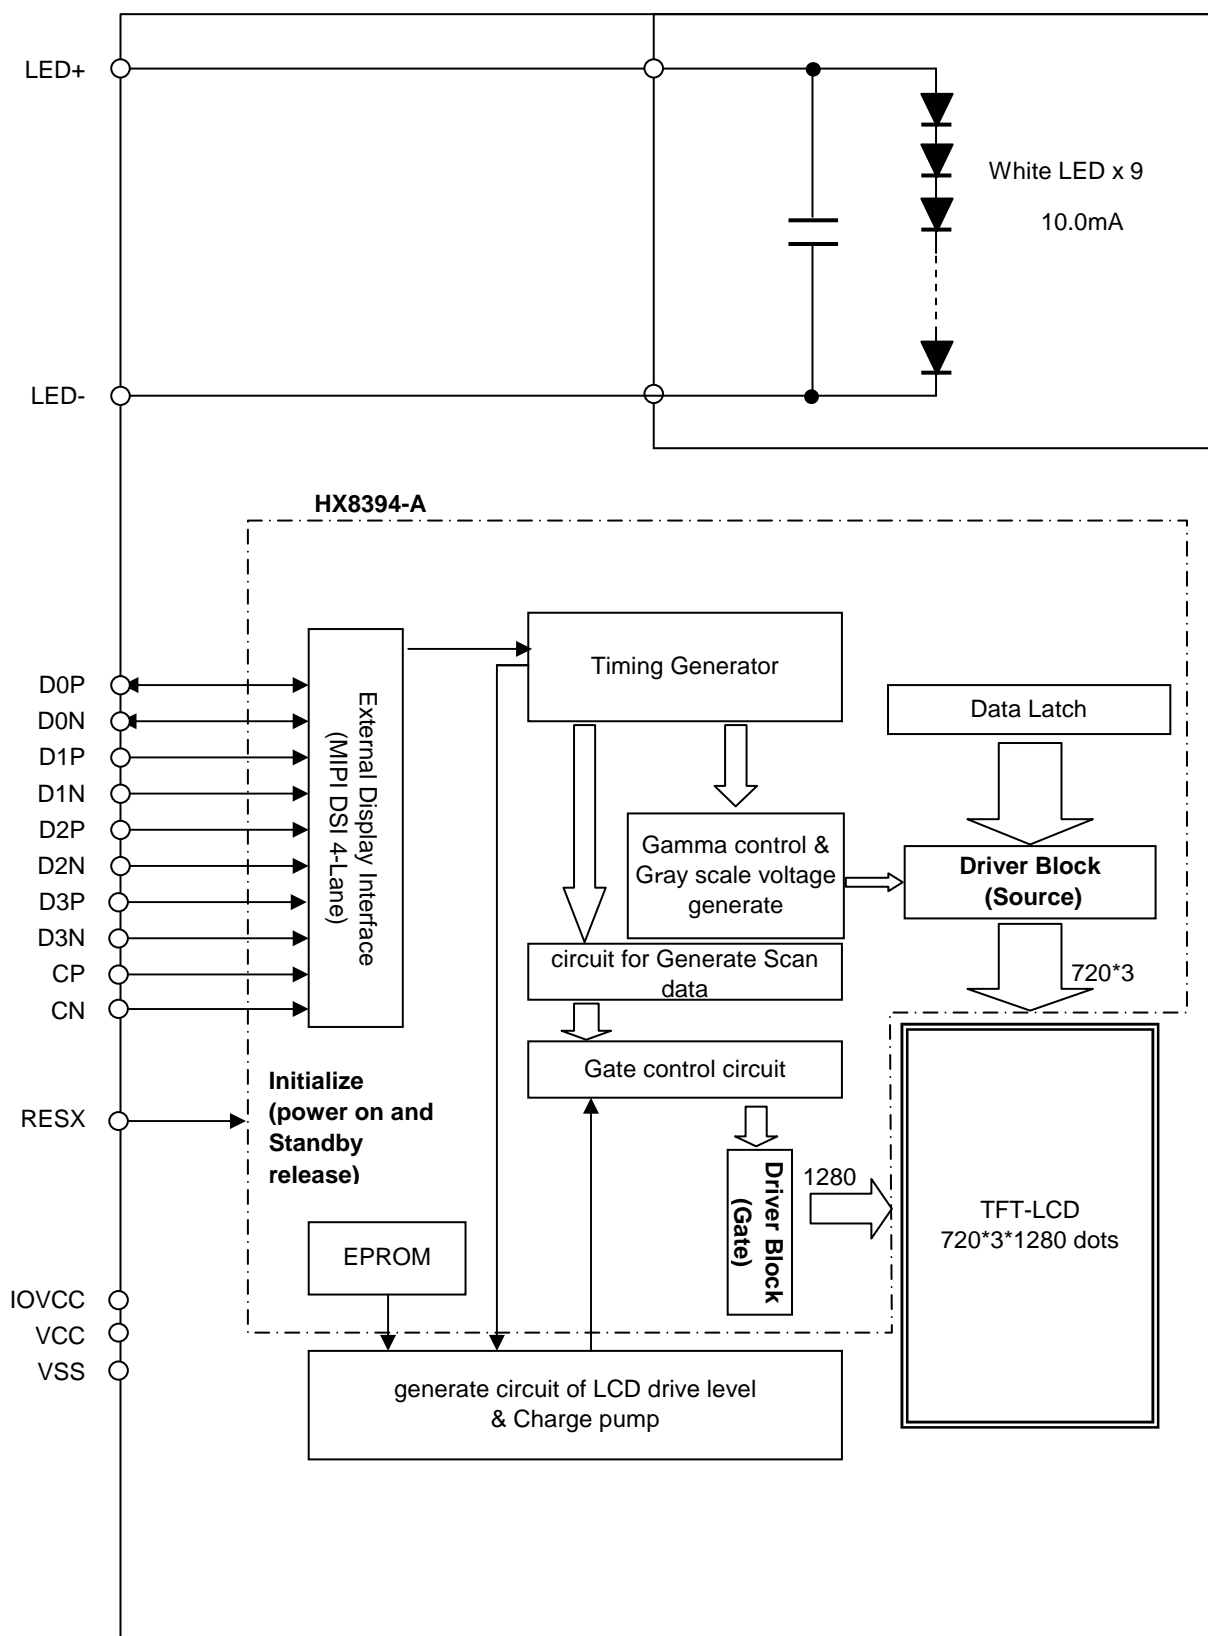 LED+
White LED x 9
10.0mA
LED-
HX8394-A
Timing Generator
D0P
D0N
D1P
D1N
D2P
D2N
D3P
D3N
CP
CN
External Display Interface
(MIPI DSI 4-Lane)
Data Latch
Gamma control &
Gray scale voltage
generate
Driver Block
(Source)
circuit for Generate Scan
data
720*3
Gate control circuit
Initialize
(power on and
Standby
release)
RESX
Driver Block
(Gate)
1280
TFT-LCD
720*3*1280 dots
EPROM
IOVCC
VCC
VSS
generate circuit of LCD drive level
& Charge pump